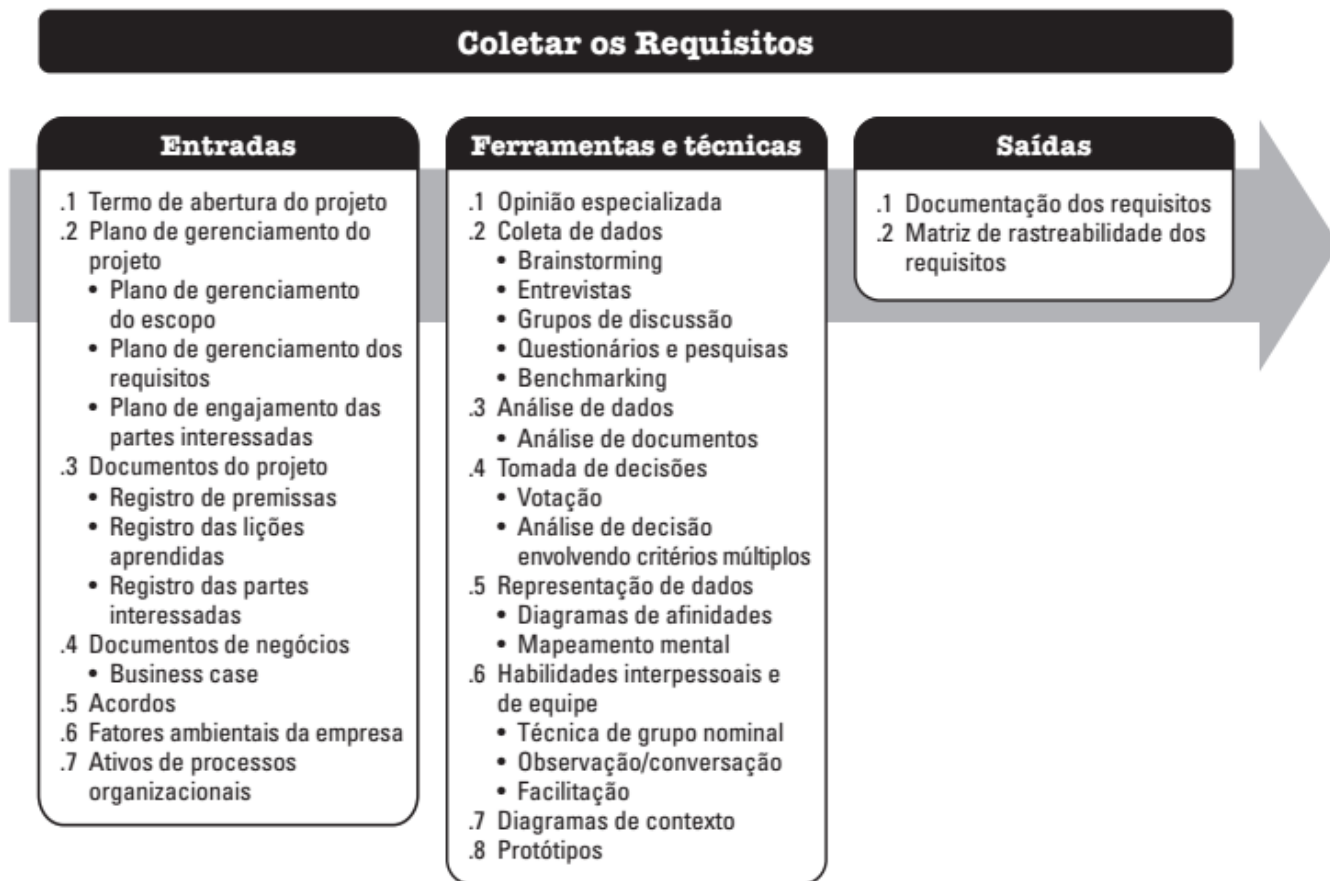 Coletar os Requisitos
Entradas
.1 Termo de abertura do projeto
.2 Plano de gerenciamento do
projeto
• Plano de gerenciamento
do escopo
• Plano de gerenciamento dos
requisitos
• Plano de engajamento das
partes interessadas
.3 Documentos do projeto
• Registro de premissas
• Registro das lições
aprendidas
• Registro das partes
interessadas
.4 Documentos de negócios
• Business case
.5 Acordos
.6 Fatores ambientais da empresa
.7 Ativos de processos
organizacionais
Ferramentas e técnicas
.1 Opinião especializada
.2 Coleta de dados
• Brainstorming
• Entrevistas
• Grupos de discussão
• Questionários e pesquisas
• Benchmarking
.3 Análise de dados
• Análise de documentos
.4 Tomada de decisões
• Votação
• Análise de decisão
envolvendo critérios múltiplos
.5 Representação de dados
• Diagramas de afinidades
• Mapeamento mental
.6 Habilidades interpessoais e
de equipe
• Técnica de grupo nominal
• Observação/conversação
• Facilitação
.7 Diagramas de contexto
.8 Protótipos
Saídas
.1 Documentação dos requisitos
.2 Matriz de rastreabilidade dos
requisitos